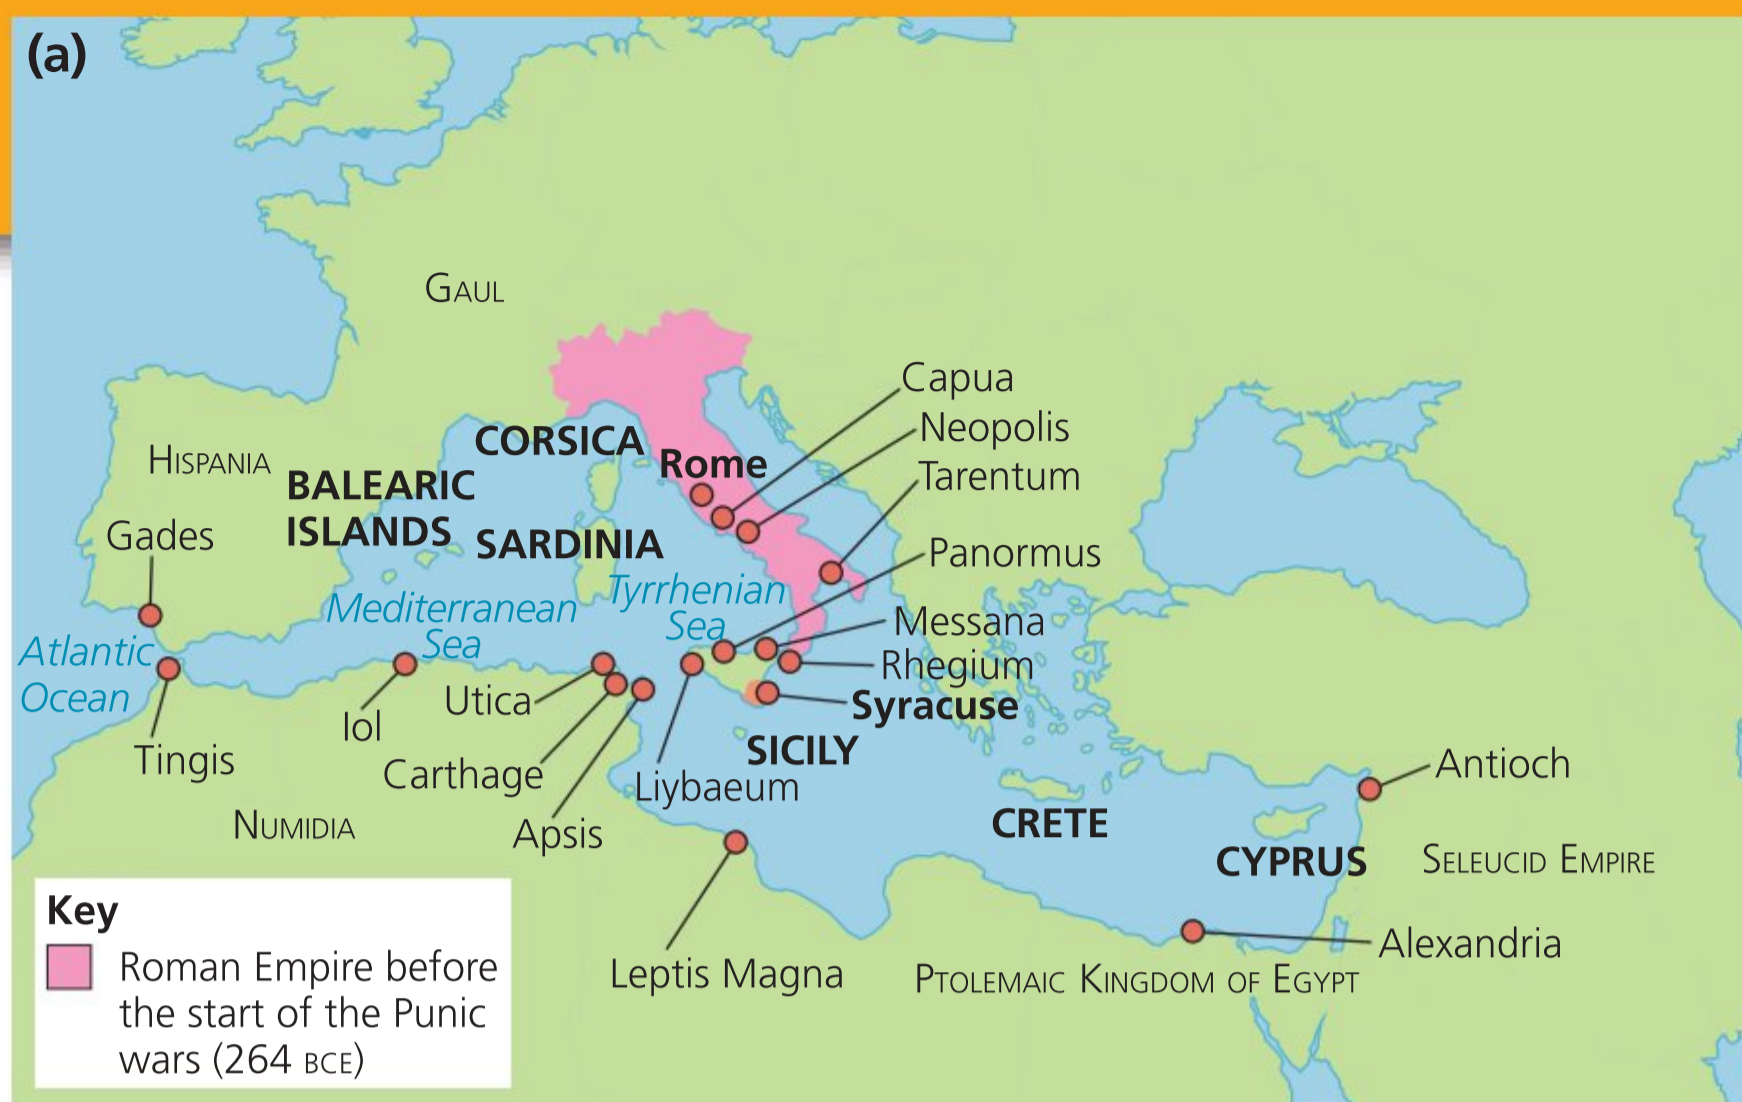 (a)
GAUL
Capua
Neopolis
CORSICA
Rome
HISPANIA
Tarentum
BALEARIC
ISLANDS
Gades
SARDINIA
Panormus
Tyrrhenian
Sea
Mediterranean
Sea
Messana
Atlantic
Ocean
Rhegium
Utica
Syracuse
Iol
SICILY
Tingis
Carthage
Liybaeum
Antioch
NUMIDIA
Apsis
CRETE
CYPRUS
SELEUCID EMPIRE
Alexandria
Leptis Magna
PTOLEMAIC KINGDOM OF EGYPT
Key
Roman Empire before
the start of the Punic
wars (264 BCE)